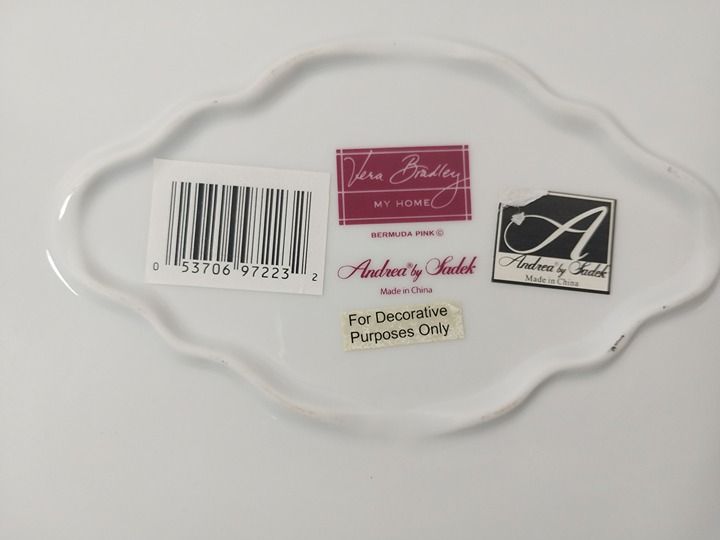 Vera Bradley
MY HOME
BERMUDA PINK ©
Andrea® by Sadek
Made in China
For Decorative
Purposes Only
0 53706 97223 2
A
Andrea® by Sadek
Made in China